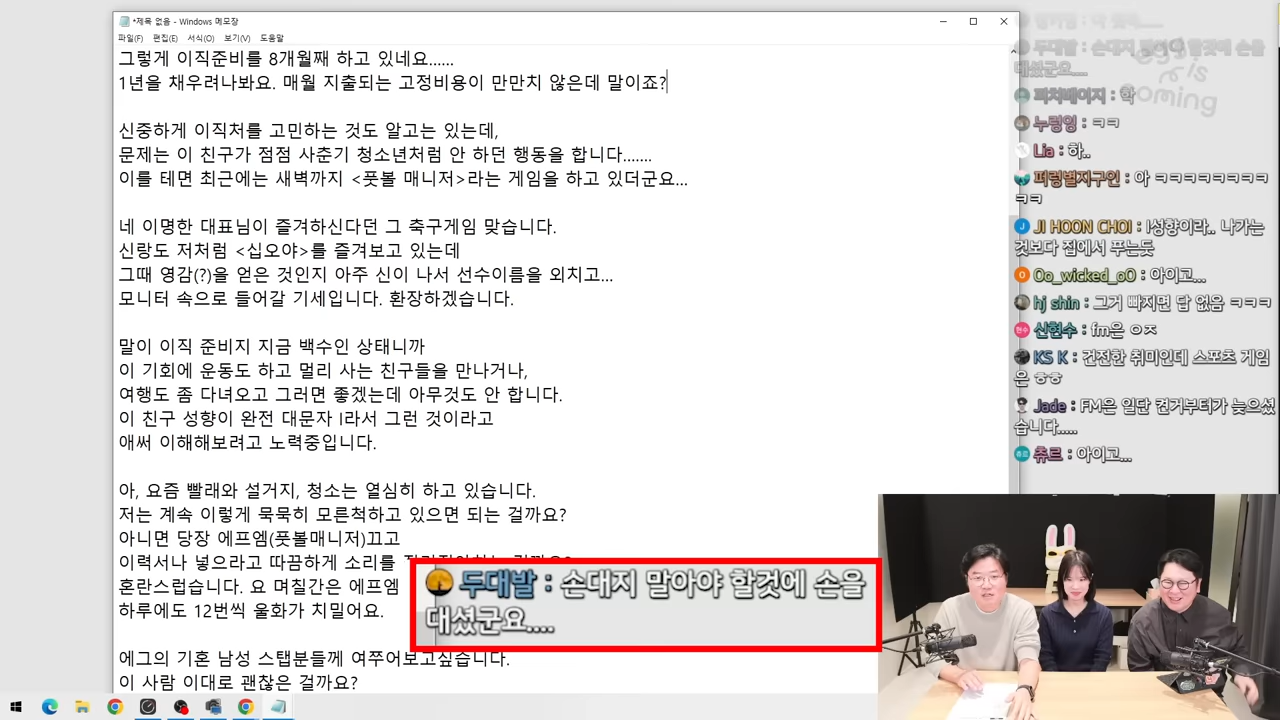 *제목 없음 - Windows 메모장
파일(F) 편집(E) 서식(O) 보기(V) 도움말
그렇게 이직준비를 8개월째 하고 있네요......
1년을 채우려나봐요. 매월 지출되는 고정비용이 만만치 않은데 말이죠?
신중하게 이직처를 고민하는 것도 알고는 있는데,
문제는 이 친구가 점점 사춘기 청소년처럼 안 하던 행동을 합니다.......
이를 테면 최근에는 새벽까지 <풋볼 매니저>라는 게임을 하고 있더군요...
네 이명한 대표님이 즐겨하신다던 그 축구게임 맞습니다.
신랑도 저처럼 <십오야>를 즐겨보고 있는데
그때 영감(?)을 얻은 것인지 아주 신이 나서 선수이름을 외치고...
모니터 속으로 들어갈 기세입니다. 환장하겠습니다.
말이 이직 준비지 지금 백수인 상태니까
이 기회에 운동도 하고 멀리 사는 친구들을 만나거나,
여행도 좀 다녀오고 그러면 좋겠는데 아무것도 안 합니다.
이 친구 성향이 완전 대문자 I라서 그런 것이라고
애써 이해해보려고 노력중입니다.
아, 요즘 빨래와 설거지, 청소는 열심히 하고 있습니다.
저는 계속 이렇게 묵묵히 모른척하고 있으면 되는 걸까요?
아니면 당장 에프엠(풋볼매니저)끄고
이력서나 넣으라고 따끔하게 소리를
혼란스럽습니다. 요 며칠간은 에프엠
하루에도 12번씩 울화가 치밀어요.
에그의 기혼 남성 스탭분들께 여쭈어보고싶습니다.
이 사람 이대로 괜찮은 걸까요?
두대발 : 손대지 말아야 할것에 손을
대셨군요....
두대발 : 손대지 말아야 할것에 손을
대셨군요....
피치베이지 : 학
누렁잉 : ㅋㅋ
Lia : 하..
퍼렁별지구인 : 아 ㅋㅋㅋㅋㅋㅋㅋㅋ
ㅋㅋ
JI HOON CHOI : I성향이라.. 나가는
것보다 집에서 푸는듯
Oo_wicked_oO : 아이고...
hj shin : 그거 빠지면 답 없음 ㅋㅋㅋ
신현수 : fm은 ㅇㅈ
KS K : 건전한 취미인데 스포츠 게임
은 ㅎㅎ
Jade : FM은 일단 건거부터가 늦으셨
습니다.....
츄르 : 아이고...
egg is coming